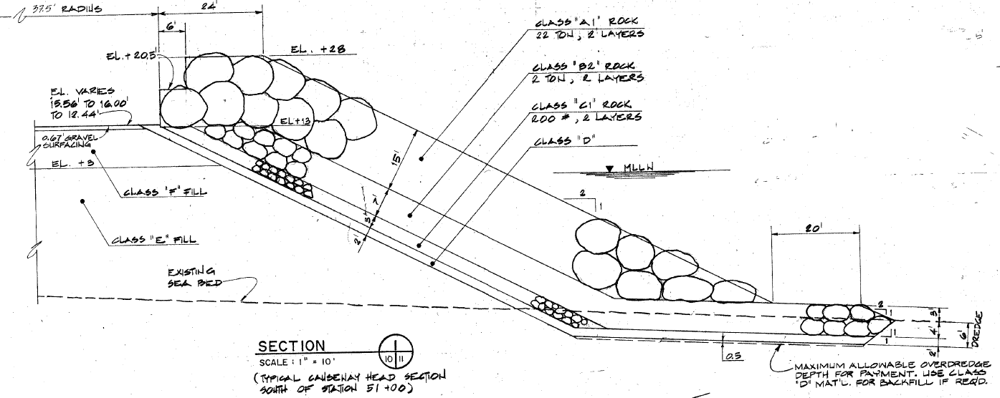 37.5' RADIUS
24'
6'
EL. +20.5'
EL. +28
EL. VARIES
15.56' TO 16.00'
TO 12.44'
EL +13
0.67' GRAVEL
SURFACING
EL. +3
CLASS "F" FILL
CLASS "E" FILL
EXISTING
SEA BED
CLASS "A1" ROCK
22 TON, 2 LAYERS
CLASS "B2" ROCK
2 TON, 2 LAYERS
CLASS "C1" ROCK
200 #, 2 LAYERS
CLASS "D"
15'
7'
3'
2'
MLLW
2
1
20'
2
1
1
1
3'
4'
2'
6'
DREDGE
0.5
MAXIMUM ALLOWABLE OVERDREDGE
DEPTH FOR PAYMENT. USE CLASS
"D" MAT'L. FOR BACKFILL IF REQ'D.
SECTION
SCALE: 1" = 10'
1
10 11
(TYPICAL CAUSEWAY HEAD SECTION
SOUTH OF STATION 51+00)